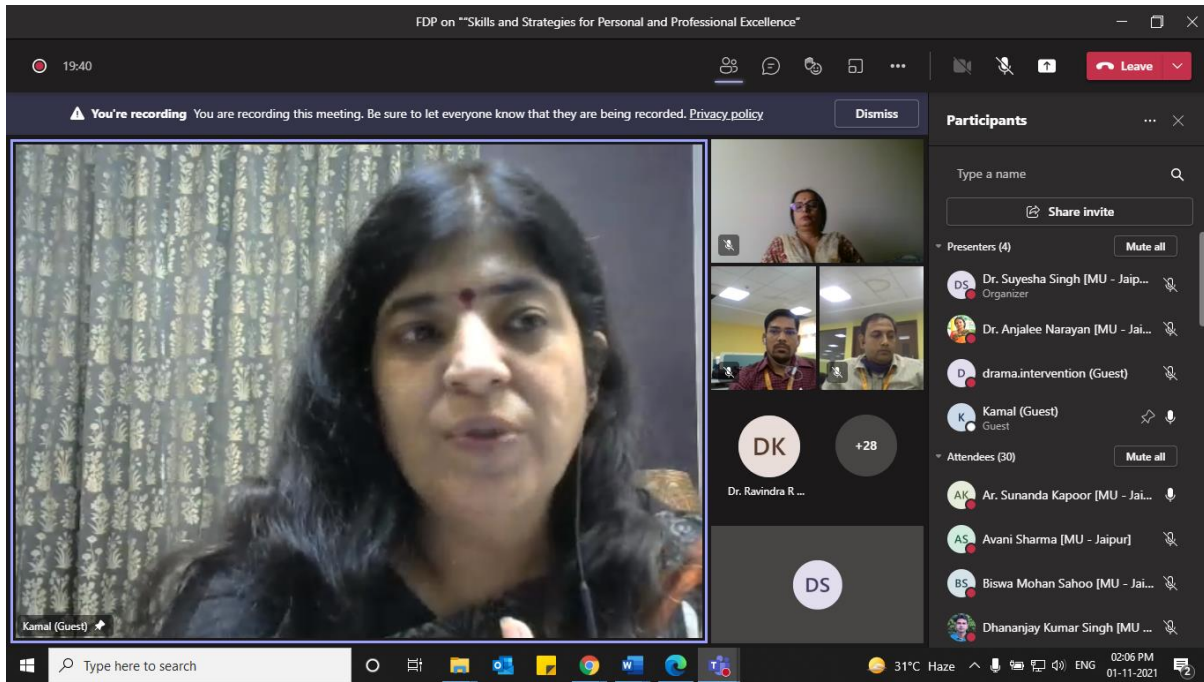 FDP on ""Skills and Strategies for Personal and Professional Excellence"
19:40
Leave
You're recording You are recording this meeting. Be sure to let everyone know that they are being recorded. Privacy policy
Dismiss
Kamal (Guest)
DK
Dr. Ravindra R ...
+28
DS
Participants
Type a name
Share invite
Presenters (4)
Mute all
DS
Dr. Suyesha Singh [MU - Jaip...
Organizer
Dr. Anjalee Narayan [MU - Jai...
D
drama.intervention (Guest)
K
Kamal (Guest)
Guest
Attendees (30)
Mute all
AK
Ar. Sunanda Kapoor [MU - Jai...
AS
Avani Sharma [MU - Jaipur]
BS
Biswa Mohan Sahoo [MU - Jai...
Dhananjay Kumar Singh [MU ...
Type here to search
31°C Haze
ENG
02:06 PM
01-11-2021
2